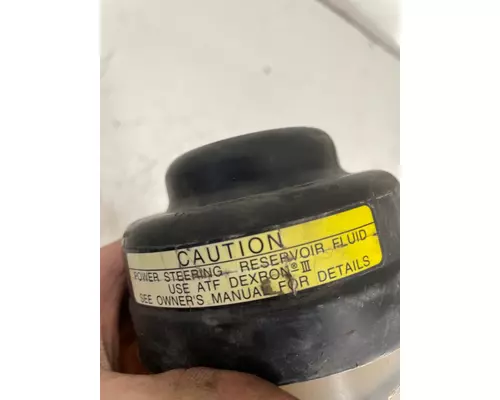 CAUTION
POWER STEERING RESERVOIR FLUID
USE ATF DEXRON® III
SEE OWNER'S MANUAL FOR DETAILS